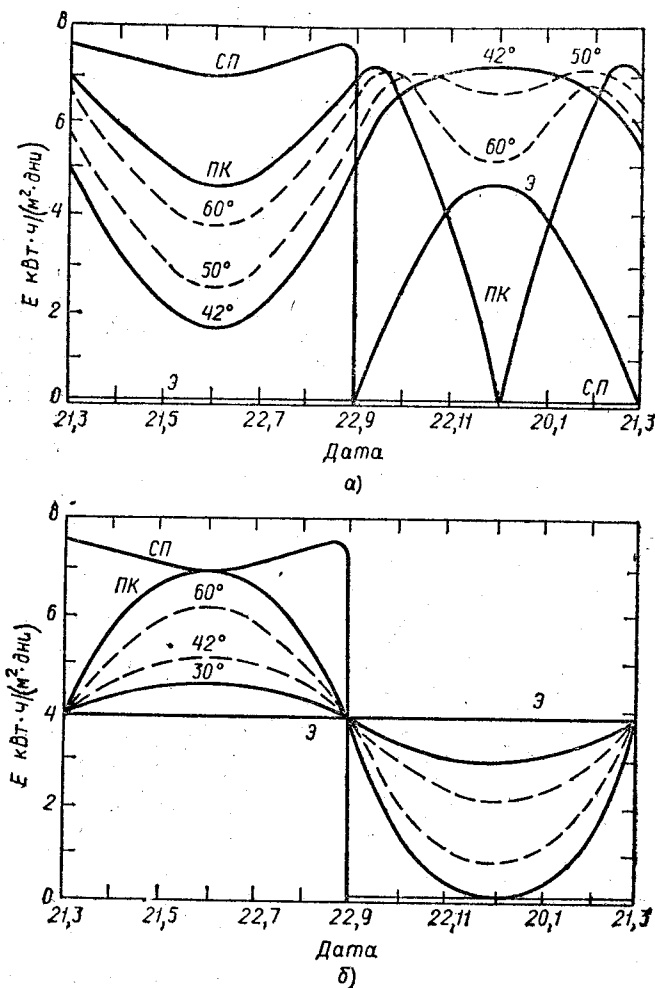 8
6
4
2
0
E кВт·ч/(м²·дни)
СП
ПК
60°
50°
42°
Э
42°
50°
60°
Э
ПК
СП
21,3
21,5
22,7
22,9
22,11
20,1
21,3
Дата
а)
8
6
4
2
0
E кВт·ч/(м²·дни)
СП
ПК
60°
42°
30°
Э
Э
21,3
21,5
22,7
22,9
22,11
20,1
21,3
Дата
б)